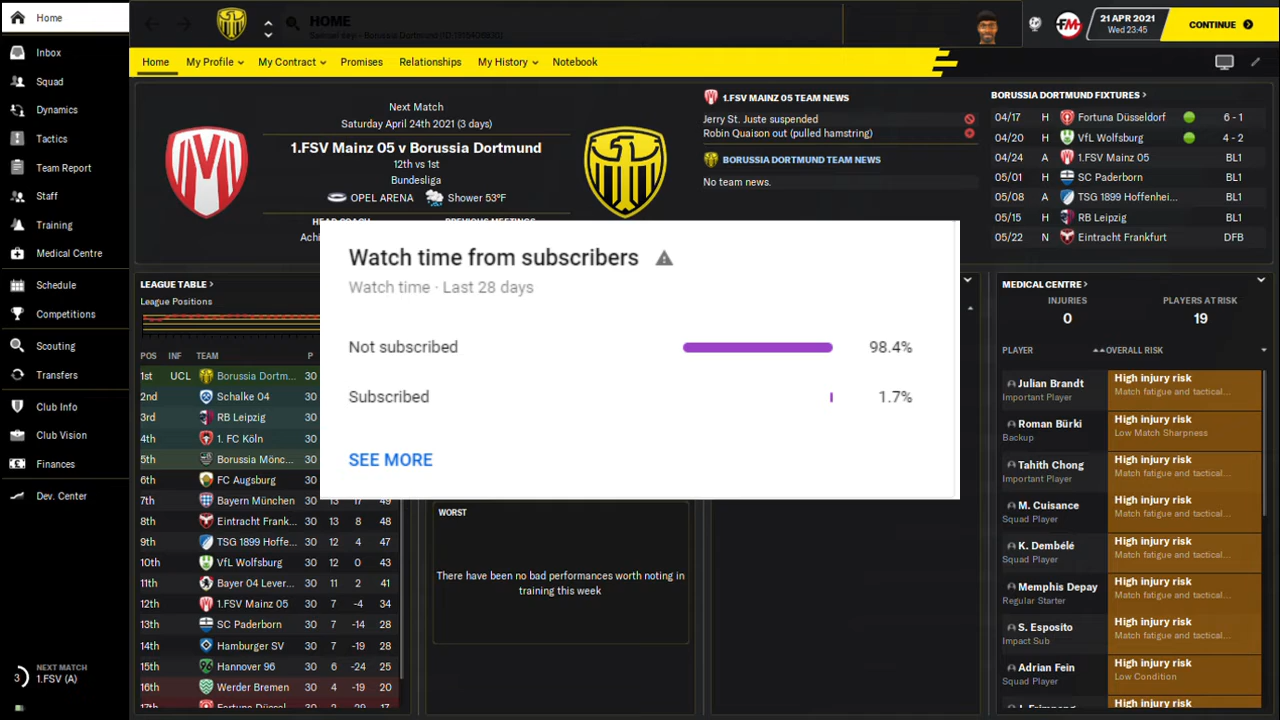 Home
HOME
21 APR 2021
Wed 23:45
CONTINUE
Home
My Profile
My Contract
Promises
Relationships
My History
Notebook
Inbox
Squad
Dynamics
Tactics
Team Report
Staff
Training
Medical Centre
Schedule
Competitions
Scouting
Transfers
Club Info
Club Vision
Finances
Dev. Center
3
NEXT MATCH
1.FSV (A)
Next Match
Saturday April 24th 2021 (3 days)
1.FSV Mainz 05 v Borussia Dortmund
12th vs 1st
Bundesliga
OPEL ARENA Shower 53°F
1.FSV MAINZ 05 TEAM NEWS
Jerry St. Juste suspended
Robin Quaison out (pulled hamstring)
BORUSSIA DORTMUND TEAM NEWS
No team news.
BORUSSIA DORTMUND FIXTURES >
04/17 H Fortuna Düsseldorf 6 - 1
04/20 H VfL Wolfsburg 4 - 2
04/24 A 1.FSV Mainz 05 BL1
05/01 H SC Paderborn BL1
05/08 A TSG 1899 Hoffenhei... BL1
05/15 H RB Leipzig BL1
05/22 N Eintracht Frankfurt DFB
Watch time from subscribers
Watch time · Last 28 days
Not subscribed 98.4%
Subscribed 1.7%
SEE MORE
LEAGUE TABLE >
League Positions
POS INF TEAM P
1st UCL Borussia Dortm... 30
2nd Schalke 04 30
3rd RB Leipzig 30
4th 1. FC Köln 30
5th Borussia Mönc... 30
6th FC Augsburg 30
7th Bayern München 30 13 17 49
8th Eintracht Frank... 30 13 8 48
9th TSG 1899 Hoffe... 30 12 4 47
10th VfL Wolfsburg 30 12 0 43
11th Bayer 04 Lever... 30 11 2 41
12th 1.FSV Mainz 05 30 7 -4 34
13th SC Paderborn 30 7 -14 28
14th Hamburger SV 30 7 -19 28
15th Hannover 96 30 6 -24 25
16th Werder Bremen 30 4 -19 20
WORST
There have been no bad performances worth noting in
training this week
MEDICAL CENTRE >
INJURIES PLAYERS AT RISK
0 19
PLAYER OVERALL RISK
Julian Brandt High injury risk
Important Player Match fatigue and tactical...
Roman Bürki High injury risk
Backup Low Match Sharpness
Tahith Chong High injury risk
Important Player Match fatigue and tactical...
M. Cuisance High injury risk
Squad Player Match fatigue and tactical...
K. Dembélé High injury risk
Squad Player Match fatigue and tactical...
Memphis Depay High injury risk
Regular Starter Match fatigue and tactical...
S. Esposito High injury risk
Impact Sub Match fatigue and tactical...
Adrian Fein High injury risk
Squad Player Low Condition
High injury risk